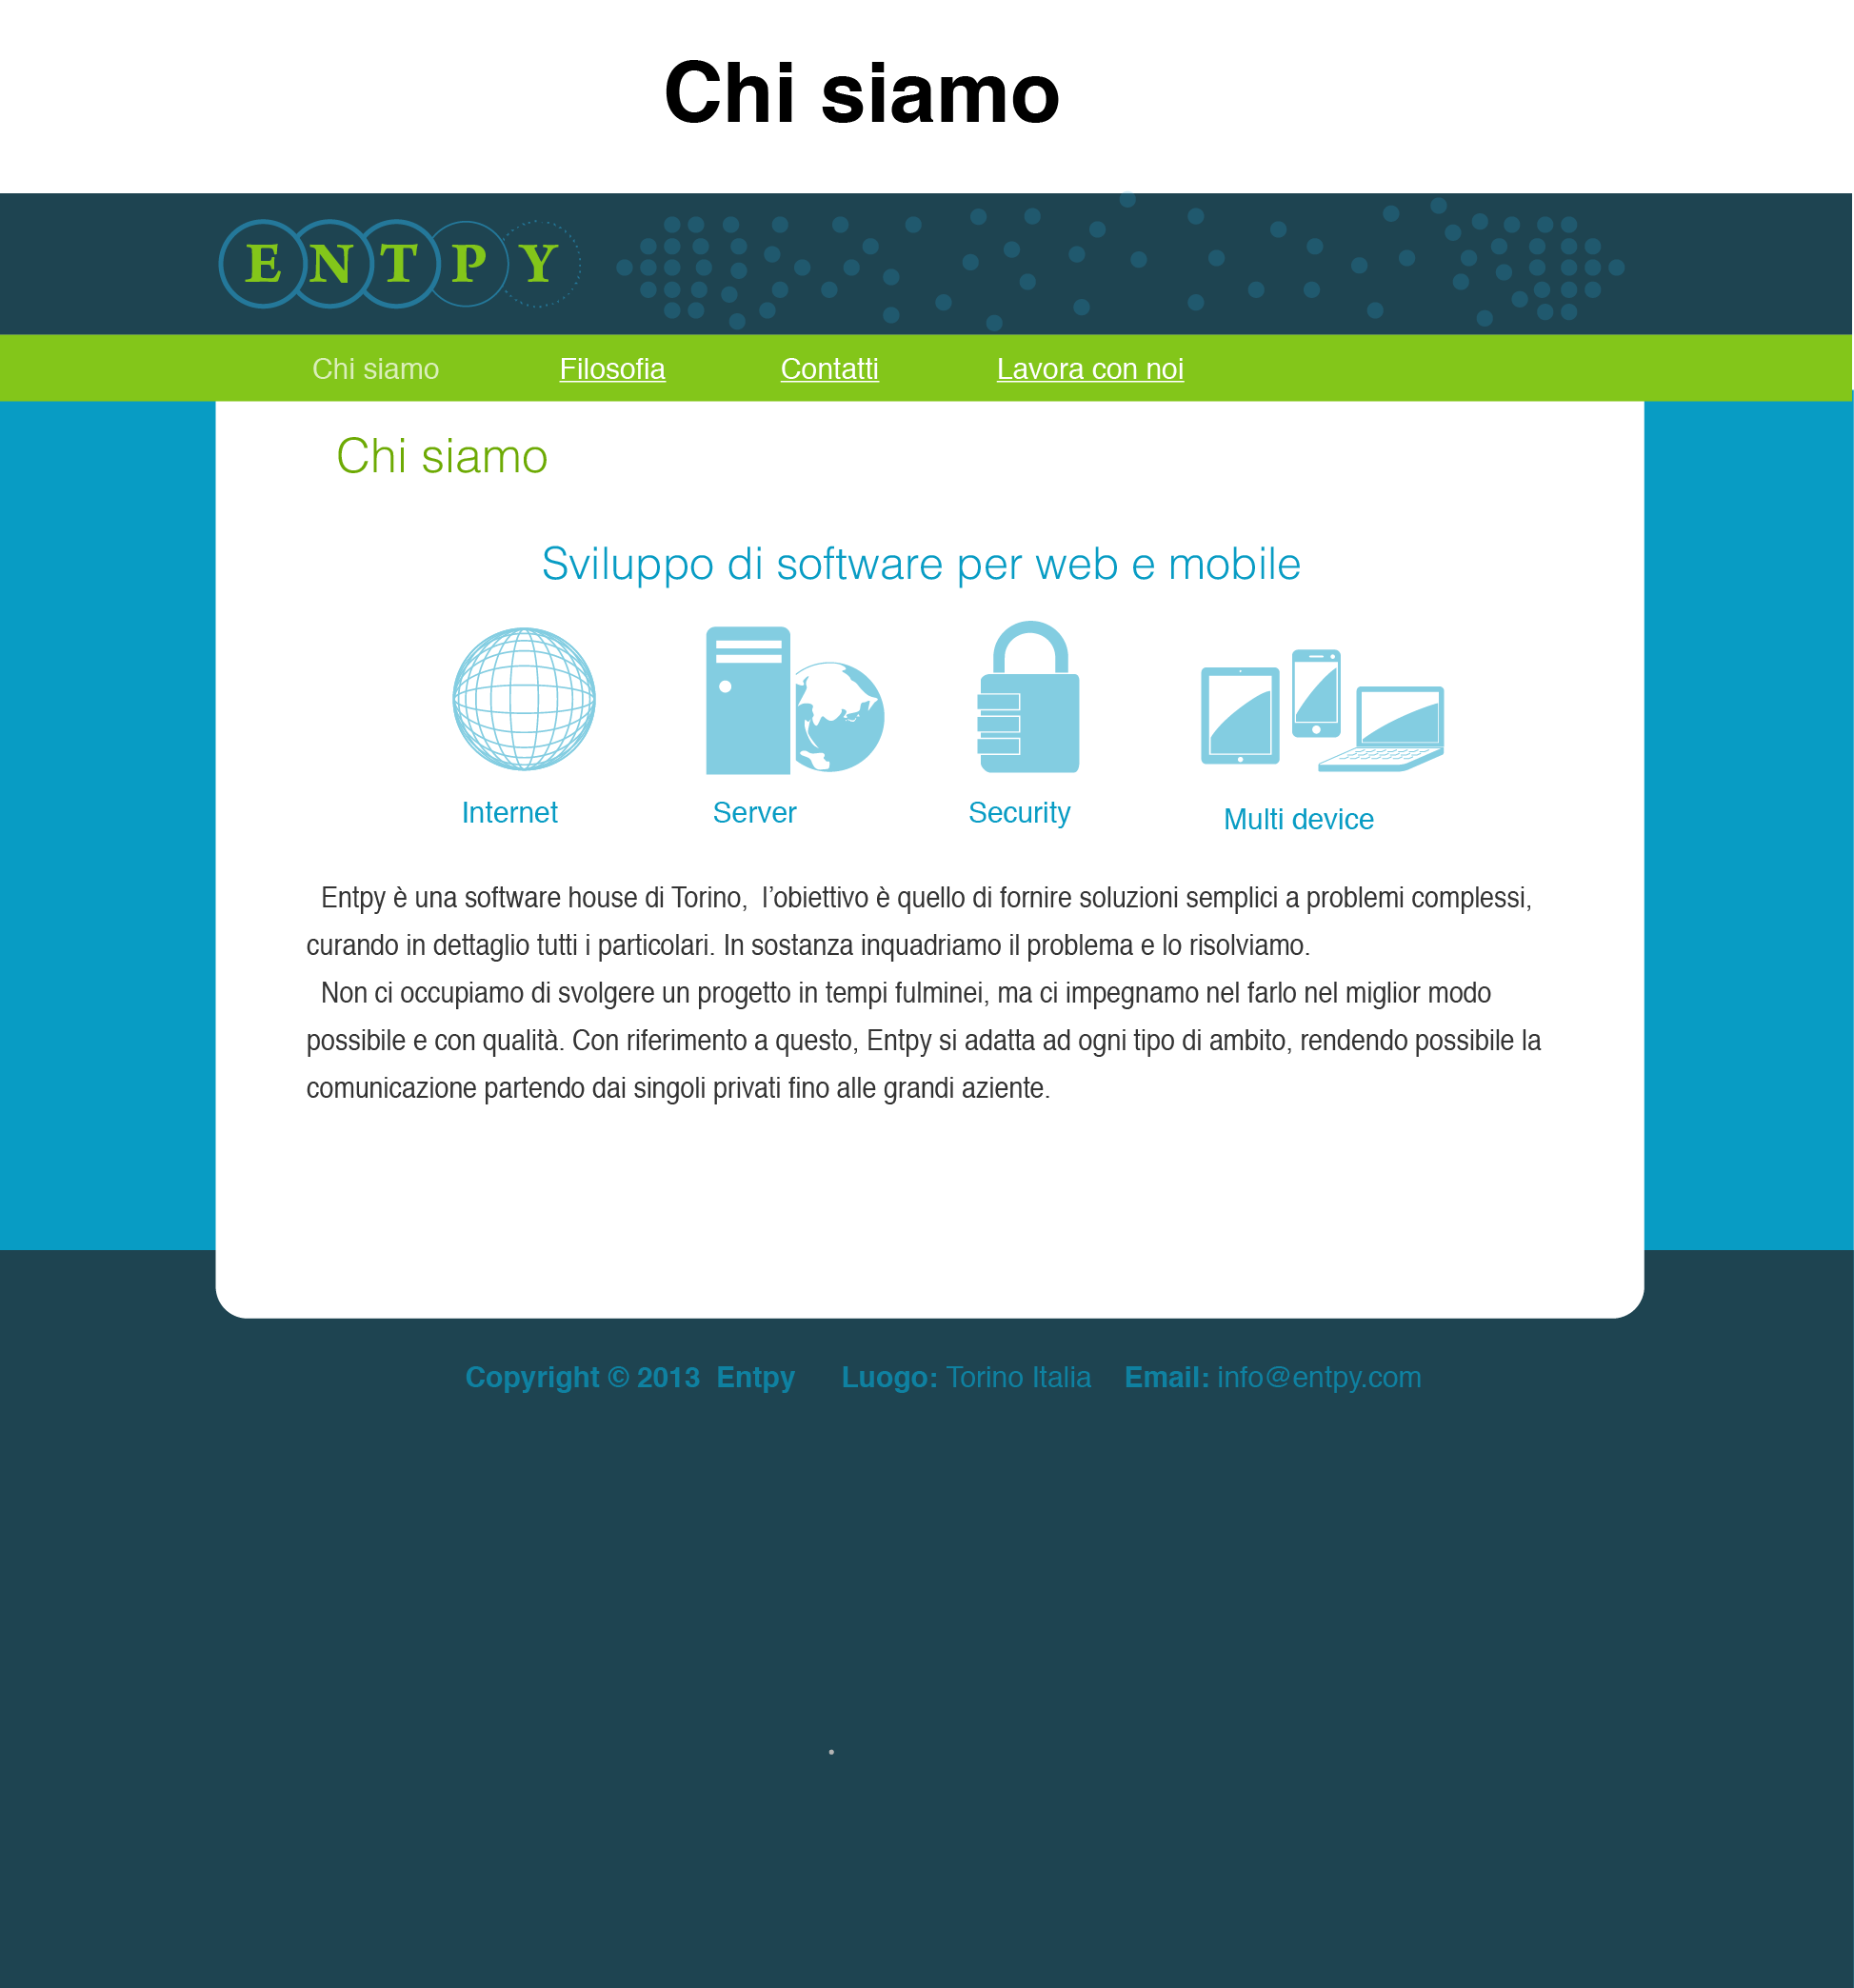 Chi siamo
ENTPY
Chi siamo Filosofia Contatti Lavora con noi
Chi siamo
Sviluppo di software per web e mobile
Internet Server Security Multi device
Entpy è una software house di Torino, l’obiettivo è quello di fornire soluzioni semplici a problemi complessi,
curando in dettaglio tutti i particolari. In sostanza inquadriamo il problema e lo risolviamo.
Non ci occupiamo di svolgere un progetto in tempi fulminei, ma ci impegnamo nel farlo nel miglior modo
possibile e con qualità. Con riferimento a questo, Entpy si adatta ad ogni tipo di ambito, rendendo possibile la
comunicazione partendo dai singoli privati fino alle grandi aziente.
Copyright © 2013 Entpy Luogo: Torino Italia Email: info@entpy.com